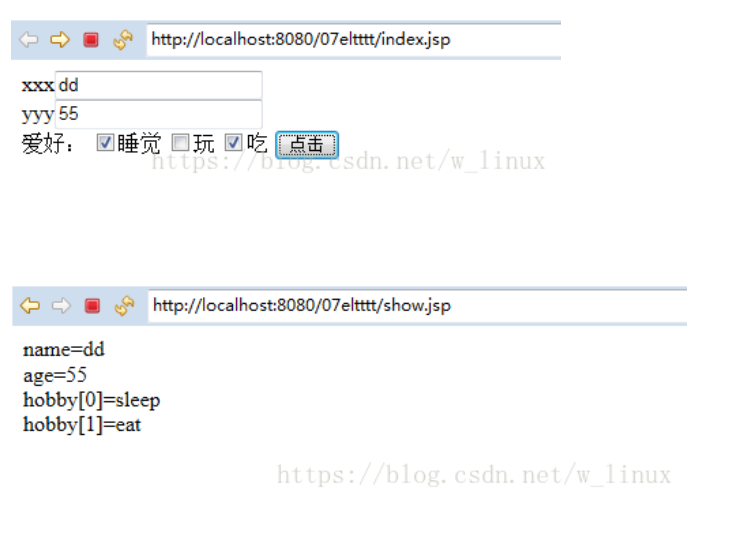 http://localhost:8080/07eltttt/index.jsp
xxx dd
yyy 55
爱好： 睡觉 玩 吃 点击
https://blog.csdn.net/w_linux
http://localhost:8080/07eltttt/show.jsp
name=dd
age=55
hobby[0]=sleep
hobby[1]=eat
https://blog.csdn.net/w_linux